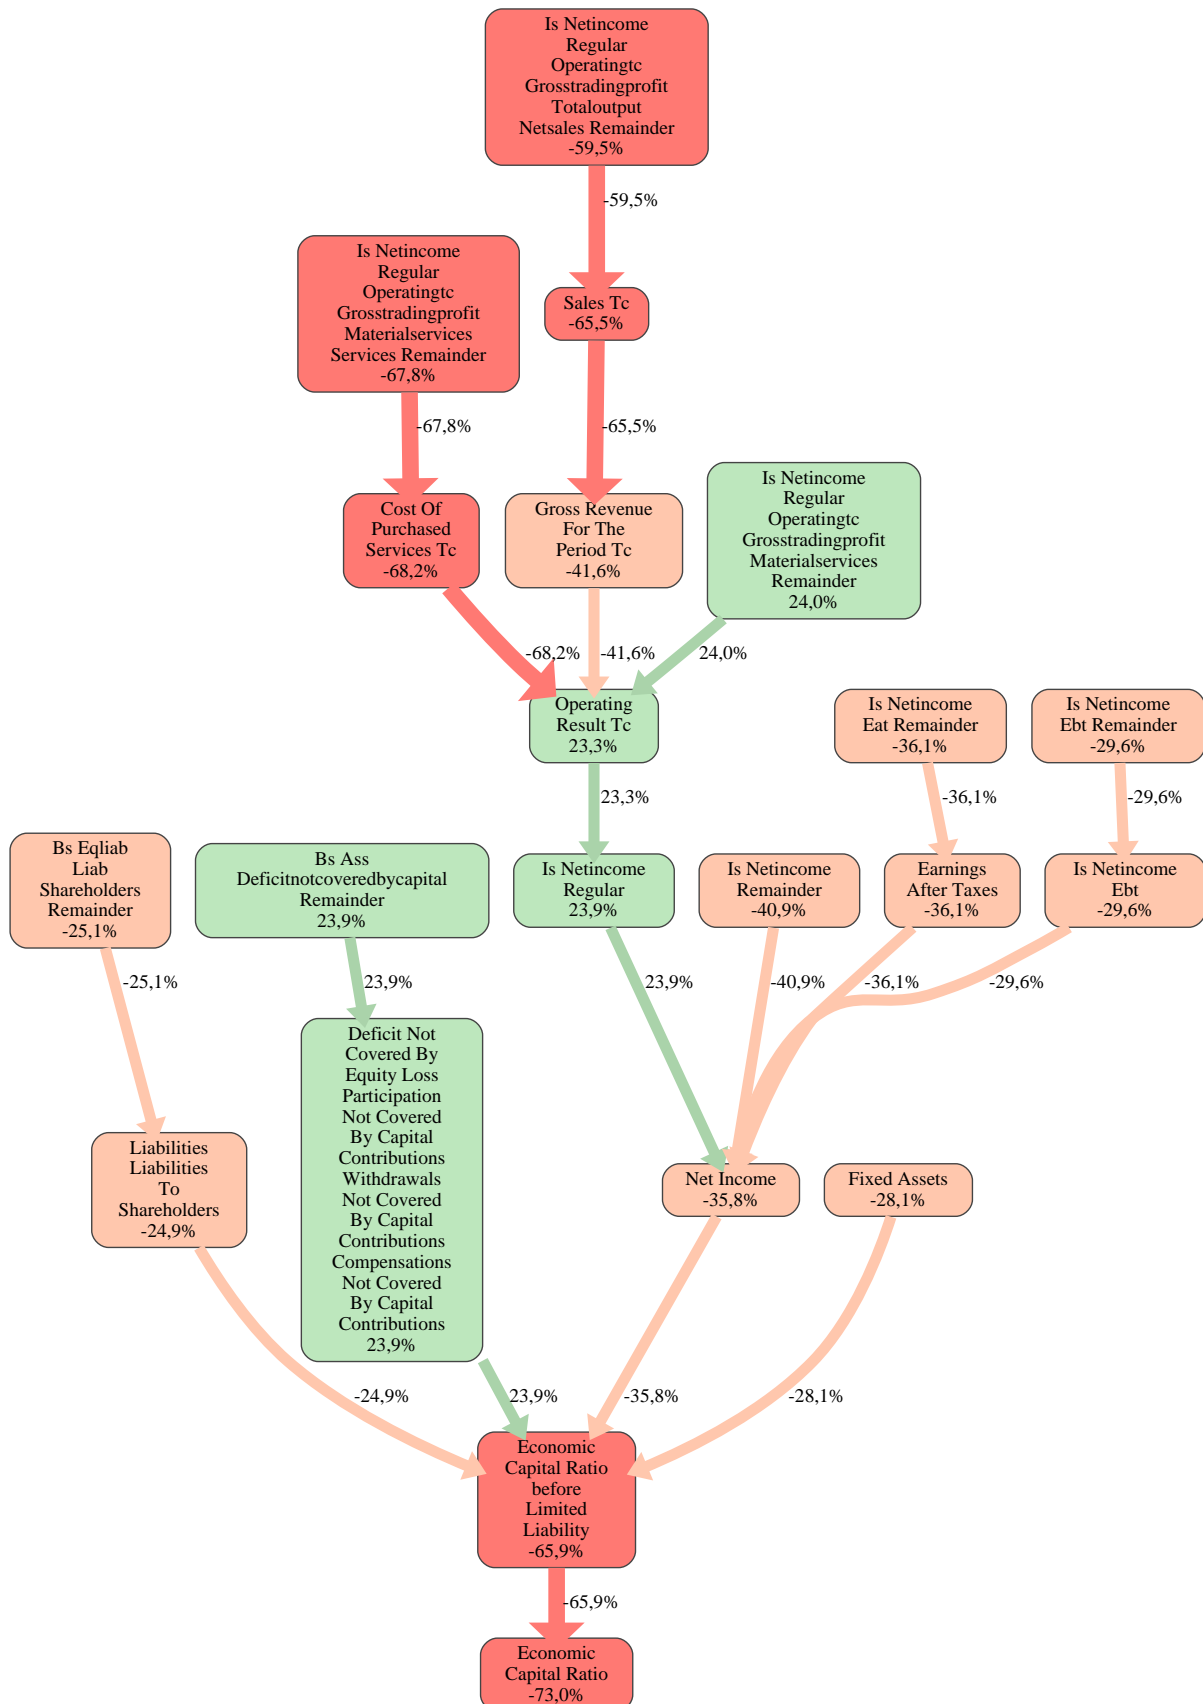 Is Netincome
Regular
Operatingtc
Grosstradingprofit
Totaloutput
Netsales Remainder
-59,5%
-59,5%
Is Netincome
Regular
Operatingtc
Grosstradingprofit
Materialservices
Services Remainder
-67,8%
Sales Tc
-65,5%
-67,8%
-65,5%
Is Netincome
Regular
Operatingtc
Grosstradingprofit
Materialservices
Remainder
24,0%
Cost Of
Purchased
Services Tc
-68,2%
Gross Revenue
For The
Period Tc
-41,6%
-68,2%
-41,6%
24,0%
Operating
Result Tc
23,3%
Is Netincome
Eat Remainder
-36,1%
Is Netincome
Ebt Remainder
-29,6%
23,3%
-36,1%
-29,6%
Bs Eqliab
Liab
Shareholders
Remainder
-25,1%
Bs Ass
Deficitnotcoveredbycapital
Remainder
23,9%
Is Netincome
Regular
23,9%
Is Netincome
Remainder
-40,9%
Earnings
After Taxes
-36,1%
Is Netincome
Ebt
-29,6%
-25,1%
23,9%
23,9%
-40,9%
-36,1%
-29,6%
Deficit Not
Covered By
Equity Loss
Participation
Not Covered
By Capital
Contributions
Withdrawals
Not Covered
By Capital
Contributions
Compensations
Not Covered
By Capital
Contributions
23,9%
Liabilities
Liabilities
To
Shareholders
-24,9%
Net Income
-35,8%
Fixed Assets
-28,1%
-24,9%
23,9%
-35,8%
-28,1%
Economic
Capital Ratio
before
Limited
Liability
-65,9%
-65,9%
Economic
Capital Ratio
-73,0%